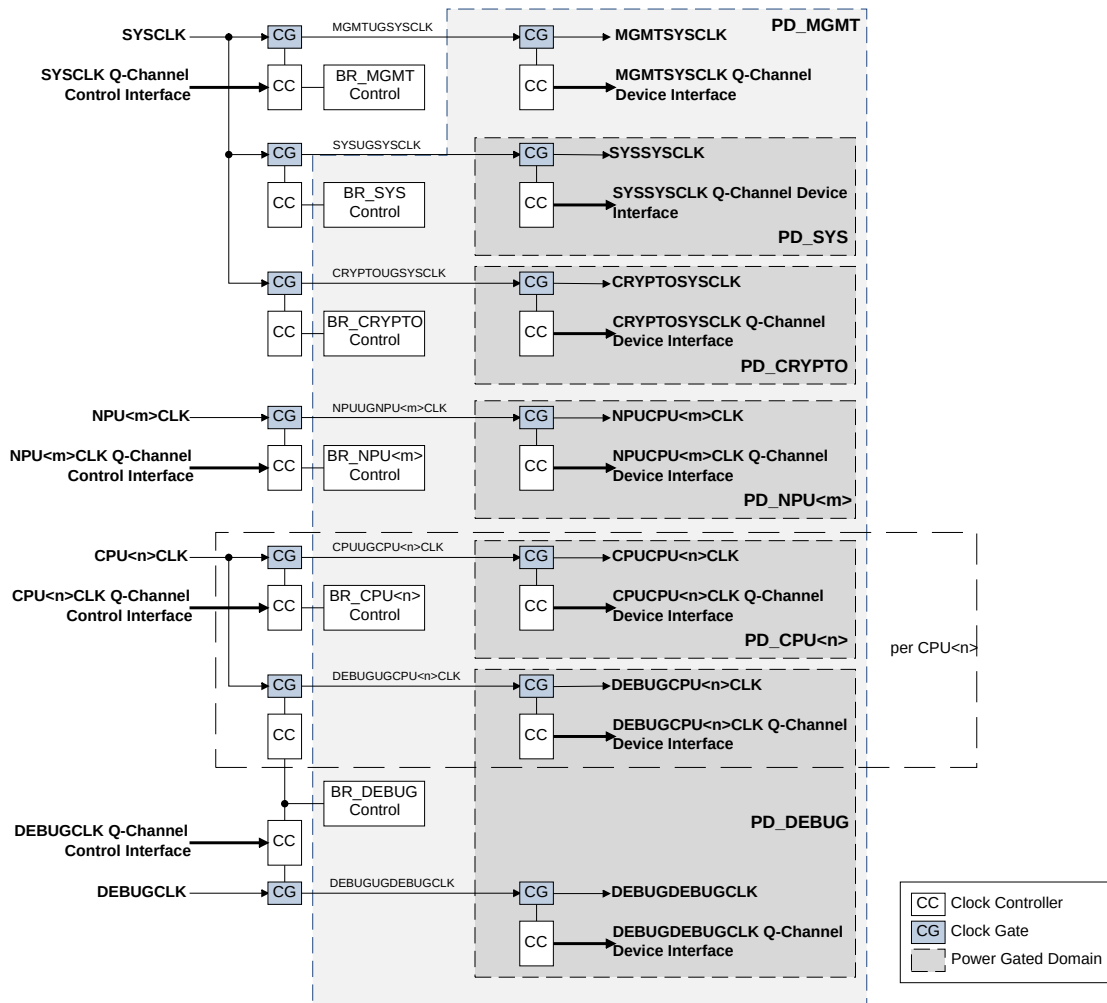 PD_MGMT
SYSCLK
CG
MGMTUGSYSCLK
CG
MGMTSYSCLK
SYSCLK Q-Channel
Control Interface
CC
BR_MGMT
Control
CC
MGMTSYSCLK Q-Channel
Device Interface
CG
SYSUGSYSCLK
CG
SYSSYSCLK
CC
BR_SYS
Control
CC
SYSSYSCLK Q-Channel Device
Interface
PD_SYS
CG
CRYPTOUGSYSCLK
CG
CRYPTOSYSCLK
CC
BR_CRYPTO
Control
CC
CRYPTOSYSCLK Q-Channel
Device Interface
PD_CRYPTO
NPU<m>CLK
CG
NPUUGNPU<m>CLK
CG
NPUCPU<m>CLK
NPU<m>CLK Q-Channel
Control Interface
CC
BR_NPU<m>
Control
CC
NPUCPU<m>CLK Q-Channel
Device Interface
PD_NPU<m>
CPU<n>CLK
CG
CPUUGCPU<n>CLK
CG
CPUCPU<n>CLK
CPU<n>CLK Q-Channel
Control Interface
CC
BR_CPU<n>
Control
CC
CPUCPU<n>CLK Q-Channel
Device Interface
PD_CPU<n>
per CPU<n>
CG
DEBUGUGCPU<n>CLK
CG
DEBUGCPU<n>CLK
CC
CC
DEBUGCPU<n>CLK Q-Channel
Device Interface
BR_DEBUG
Control
PD_DEBUG
DEBUGCLK Q-Channel
Control Interface
CC
DEBUGCLK
CG
DEBUGUGDEBUGCLK
CG
DEBUGDEBUGCLK
CC
DEBUGDEBUGCLK Q-Channel
Device Interface
CC Clock Controller
CG Clock Gate
Power Gated Domain